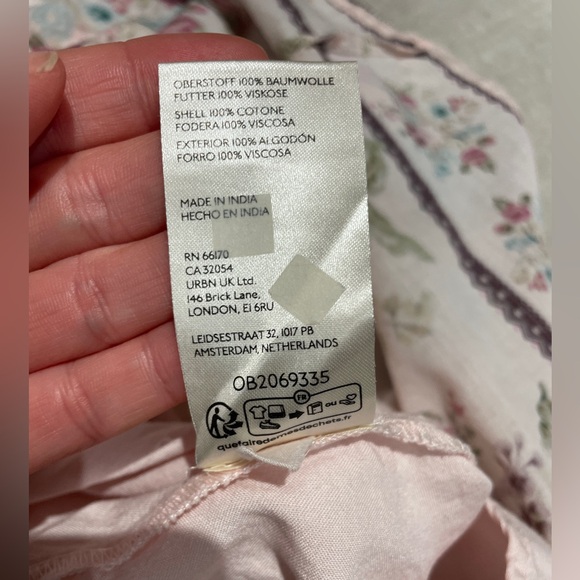 OBERSTOFF 100% BAUMWOLLE
FUTTER 100% VISKOSE
SHELL 100% COTONE
FODERA 100% VISCOSA
EXTERIOR 100% ALGODÓN
FORRO 100% VISCOSA
MADE IN INDIA
HECHO EN INDIA
RN 66170
CA 32054
URBN UK Ltd.
146 Brick Lane,
LONDON, E1 6RU
LEIDSESTRAAT 32, 1017 PB
AMSTERDAM, NETHERLANDS
OB2069335
FR
ou
quefairedemesdechets.fr